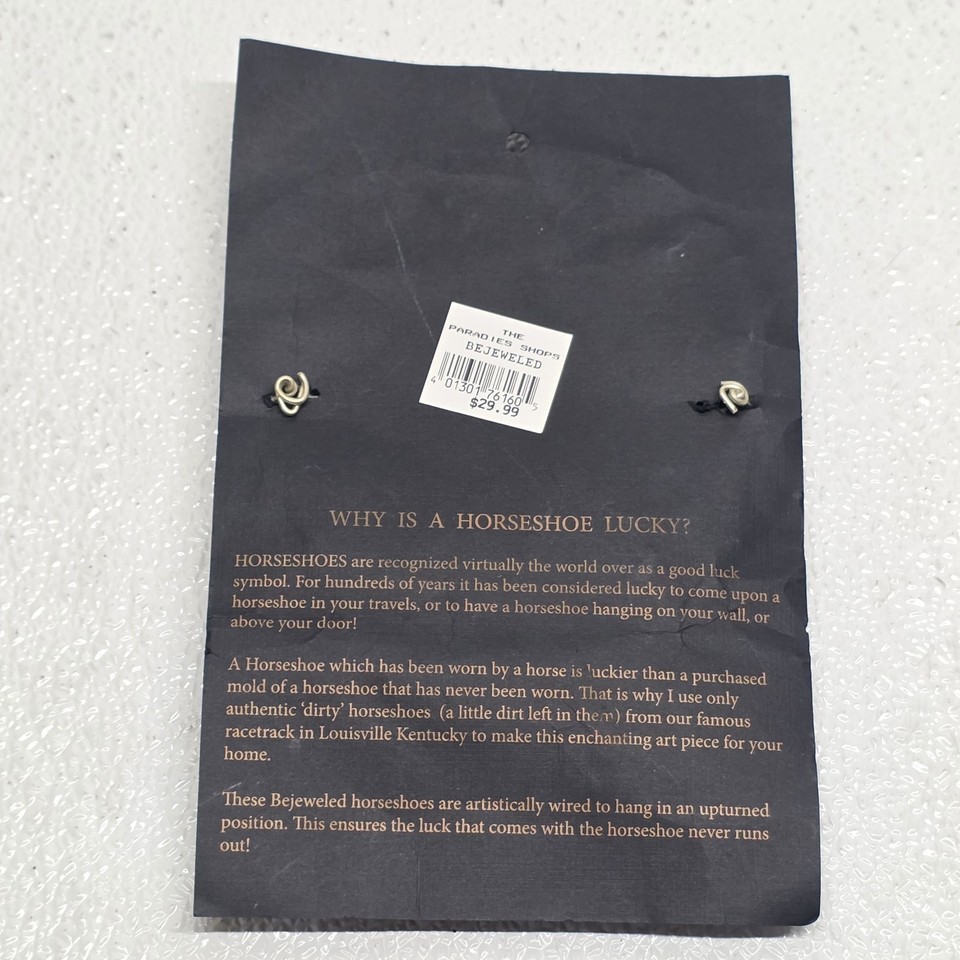 THE
PARADIES SHOPS
BEJEWELED
4 01301 76160 5
$29.99
WHY IS A HORSESHOE LUCKY?
HORSESHOES are recognized virtually the world over as a good luck
symbol. For hundreds of years it has been considered lucky to come upon a
horseshoe in your travels, or to have a horseshoe hanging on your wall, or
above your door!
A Horseshoe which has been worn by a horse is luckier than a purchased
mold of a horseshoe that has never been worn. That is why I use only
authentic ‘dirty’ horseshoes (a little dirt left in them) from our famous
racetrack in Louisville Kentucky to make this enchanting art piece for your
home.
These Bejeweled horseshoes are artistically wired to hang in an upturned
position. This ensures the luck that comes with the horseshoe never runs
out!